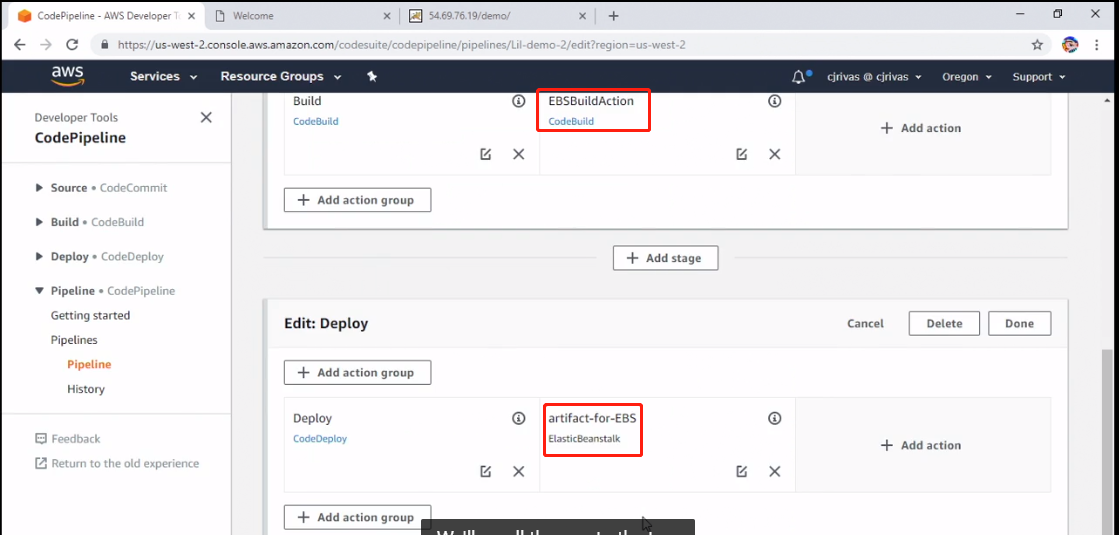 CodePipeline - AWS Developer T
Welcome
54.69.76.19/demo/
https://us-west-2.console.aws.amazon.com/codesuite/codepipeline/pipelines/Lil-demo-2/edit?region=us-west-2
aws
Services
Resource Groups
cjrivas @ cjrivas
Oregon
Support
Developer Tools
CodePipeline
Source • CodeCommit
Build • CodeBuild
Deploy • CodeDeploy
Pipeline • CodePipeline
Getting started
Pipelines
Pipeline
History
Feedback
Return to the old experience
Build
CodeBuild
EBSBuildAction
CodeBuild
Add action
Add action group
Add stage
Edit: Deploy
Cancel
Delete
Done
Add action group
Deploy
CodeDeploy
artifact-for-EBS
ElasticBeanstalk
Add action
Add action group